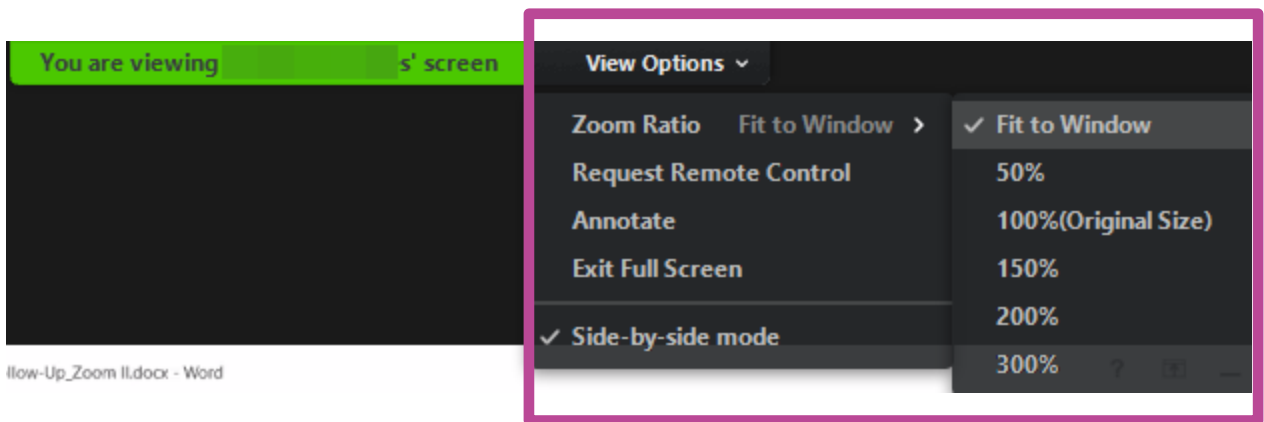 You are viewing s' screen
View Options
Zoom Ratio Fit to Window
Request Remote Control
Annotate
Exit Full Screen
Side-by-side mode
Fit to Window
50%
100%(Original Size)
150%
200%
300%
?
llow-Up_Zoom II.docx - Word